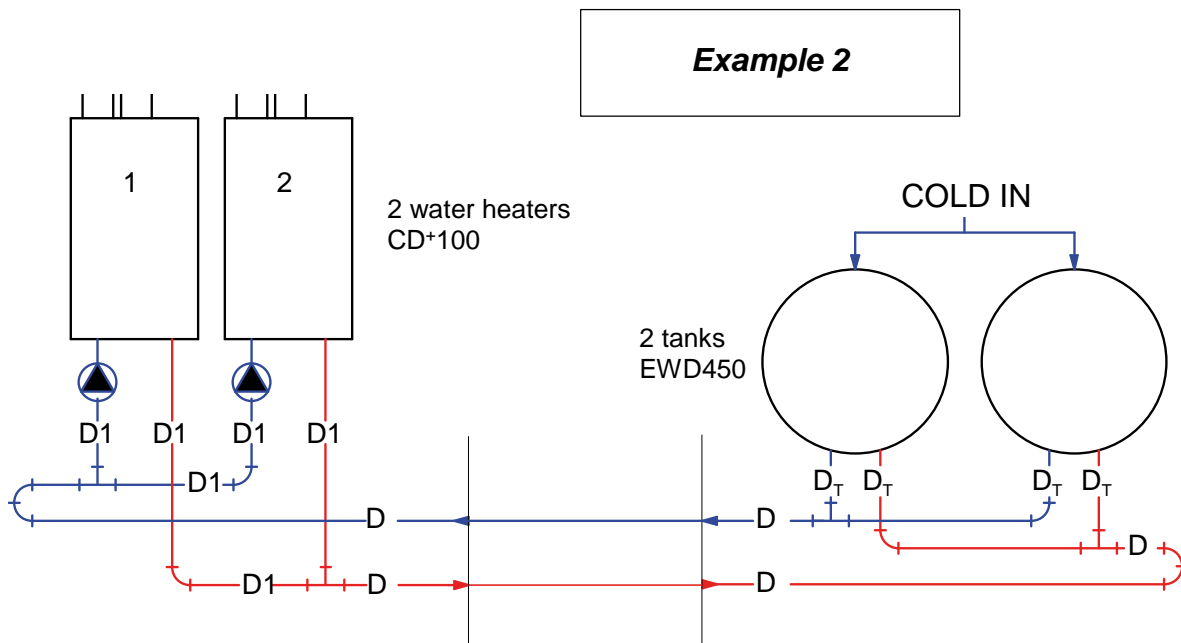 Example 2
1
2
2 water heaters
CD⁺100
COLD IN
2 tanks
EWD450
D1
D1
D1
D1
D1
D_T
D_T
D_T
D_T
D
D
D
D1
D
D